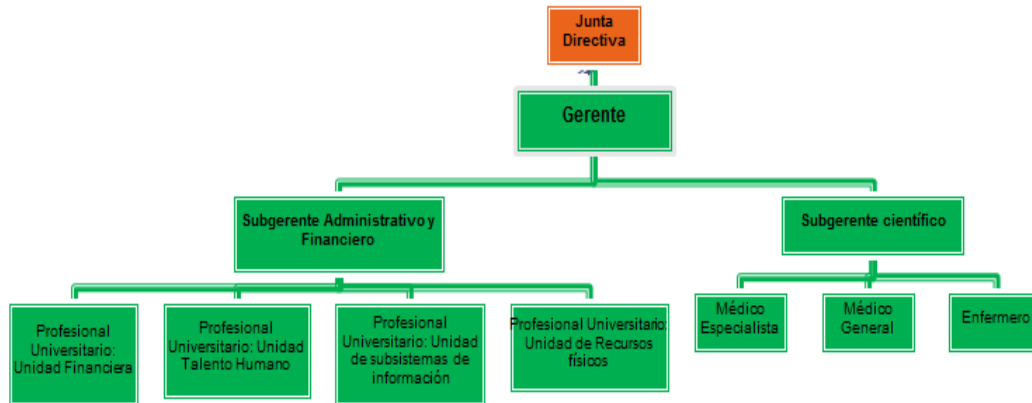 Junta
Directiva
Gerente
Subgerente Administrativo y
Financiero
Subgerente científico
Profesional
Universitario:
Unidad Financiera
Profesional
Universitario: Unidad
Talento Humano
Profesional
Universitario: Unidad
de subsistemas de
información
Profesional Universitario:
Unidad de Recursos
físicos
Médico
Especialista
Médico
General
Enfermero